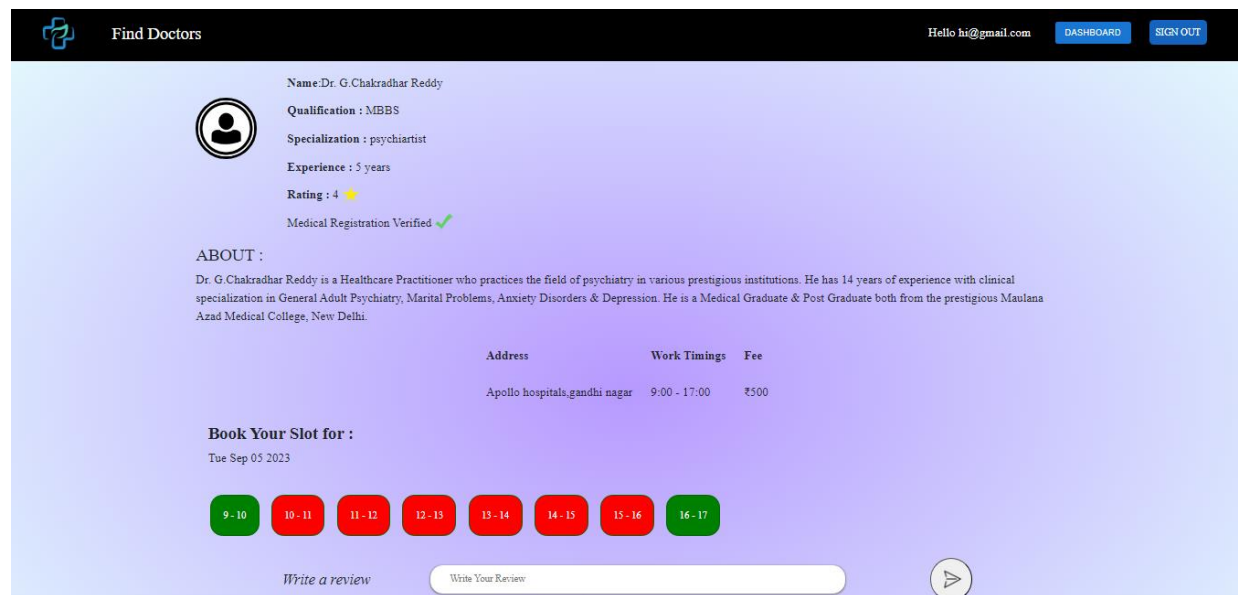 Find Doctors
Hello hi@gmail.com
DASHBOARD
SIGN OUT
Name:Dr. G.Chakradhar Reddy
Qualification : MBBS
Specialization : psychiartist
Experience : 5 years
Rating : 4
Medical Registration Verified
ABOUT :
Dr. G.Chakradhar Reddy is a Healthcare Practitioner who practices the field of psychiatry in various prestigious institutions. He has 14 years of experience with clinical
specialization in General Adult Psychiatry, Marital Problems, Anxiety Disorders & Depression. He is a Medical Graduate & Post Graduate both from the prestigious Maulana
Azad Medical College, New Delhi.
Address Work Timings Fee
Apollo hospitals,gandhi nagar 9:00 - 17:00 ₹500
Book Your Slot for :
Tue Sep 05 2023
9 - 10 10 - 11 11 - 12 12 - 13 13 - 14 14 - 15 15 - 16 16 - 17
Write a review Write Your Review